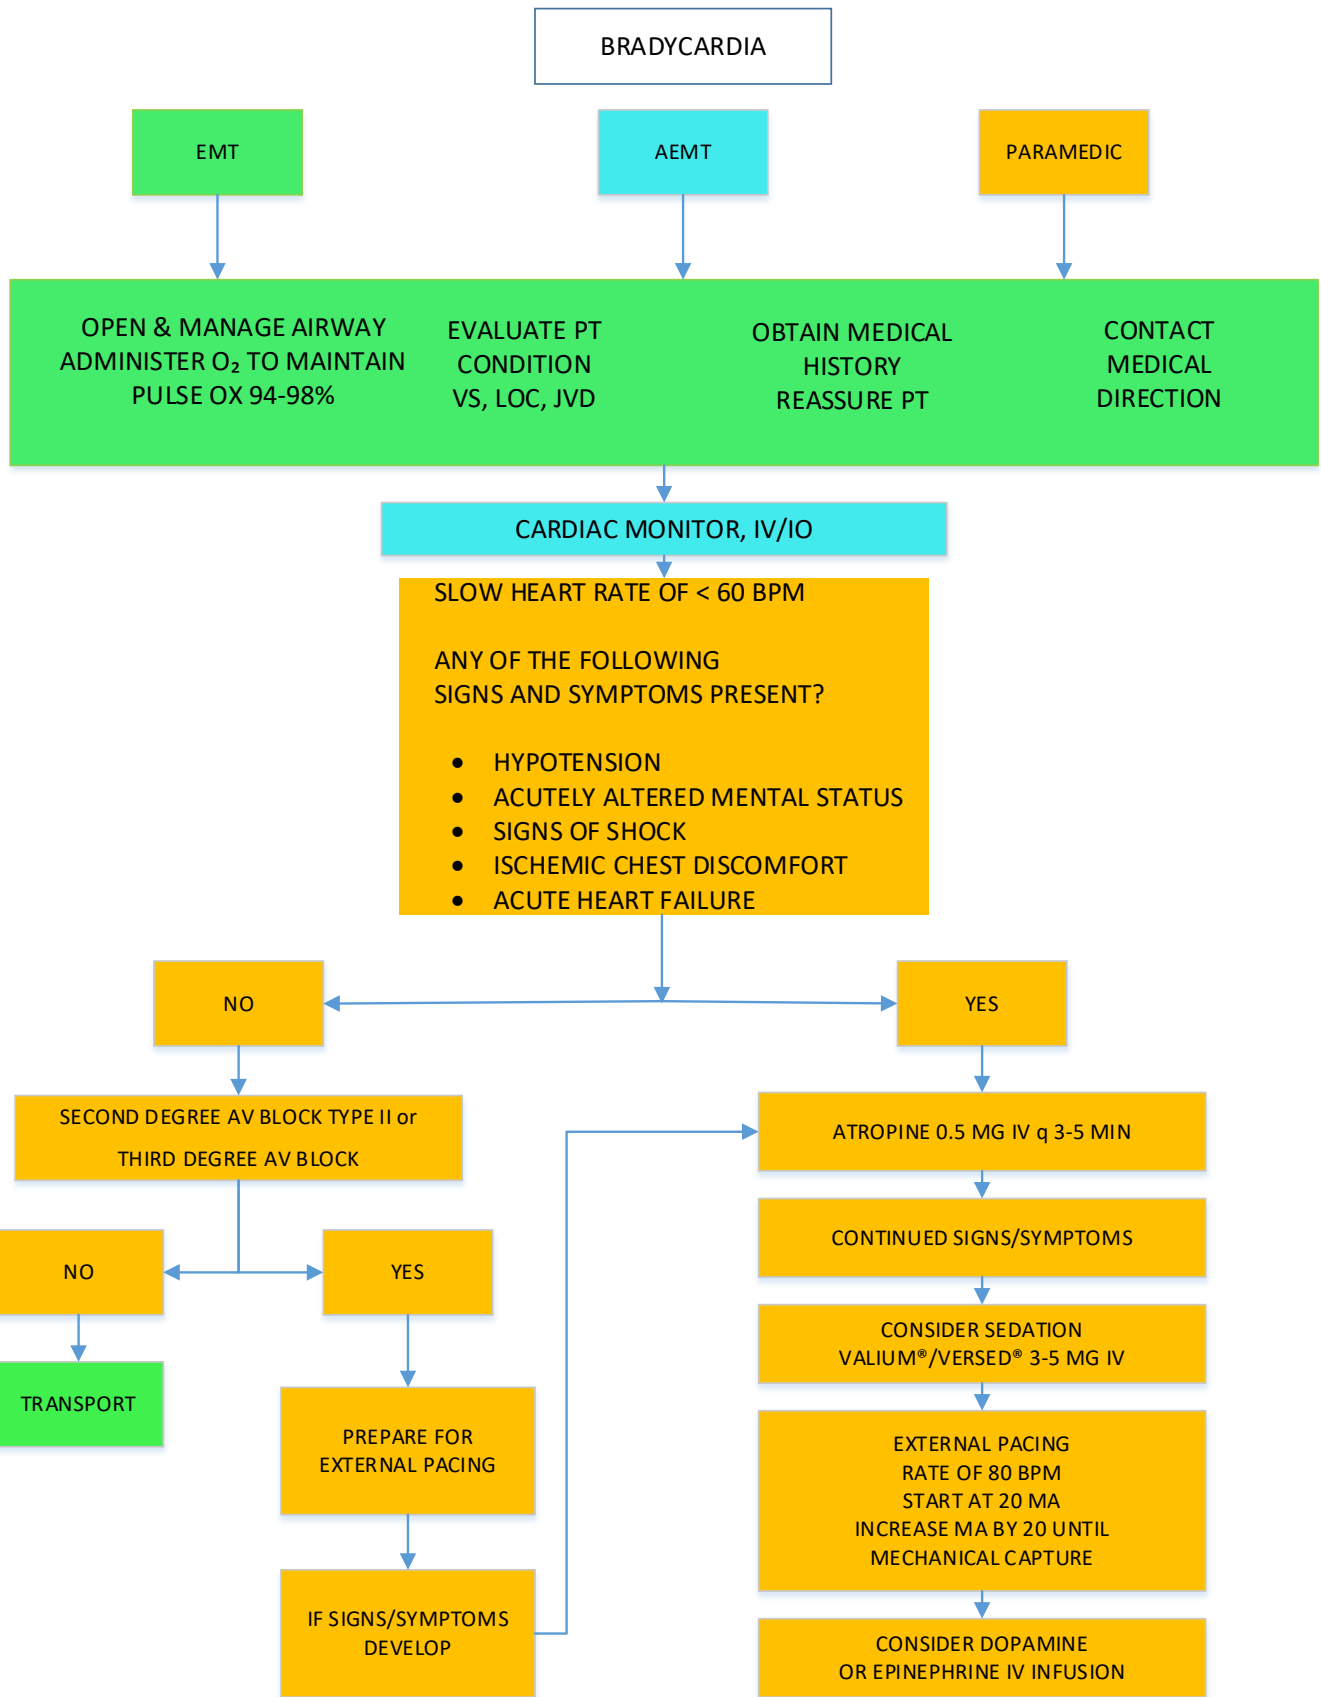 BRADYCARDIA
EMT
AEMT
PARAMEDIC
OPEN & MANAGE AIRWAY
ADMINISTER O₂ TO MAINTAIN
PULSE OX 94-98%
EVALUATE PT
CONDITION
VS, LOC, JVD
OBTAIN MEDICAL
HISTORY
REASSURE PT
CONTACT
MEDICAL
DIRECTION
CARDIAC MONITOR, IV/IO
SLOW HEART RATE OF < 60 BPM
ANY OF THE FOLLOWING
SIGNS AND SYMPTOMS PRESENT?
• HYPOTENSION
• ACUTELY ALTERED MENTAL STATUS
• SIGNS OF SHOCK
• ISCHEMIC CHEST DISCOMFORT
• ACUTE HEART FAILURE
NO
YES
SECOND DEGREE AV BLOCK TYPE II or
THIRD DEGREE AV BLOCK
NO
YES
TRANSPORT
PREPARE FOR
EXTERNAL PACING
IF SIGNS/SYMPTOMS
DEVELOP
ATROPINE 0.5 MG IV q 3-5 MIN
CONTINUED SIGNS/SYMPTOMS
CONSIDER SEDATION
VALIUM®/VERSED® 3-5 MG IV
EXTERNAL PACING
RATE OF 80 BPM
START AT 20 MA
INCREASE MA BY 20 UNTIL
MECHANICAL CAPTURE
CONSIDER DOPAMINE
OR EPINEPHRINE IV INFUSION